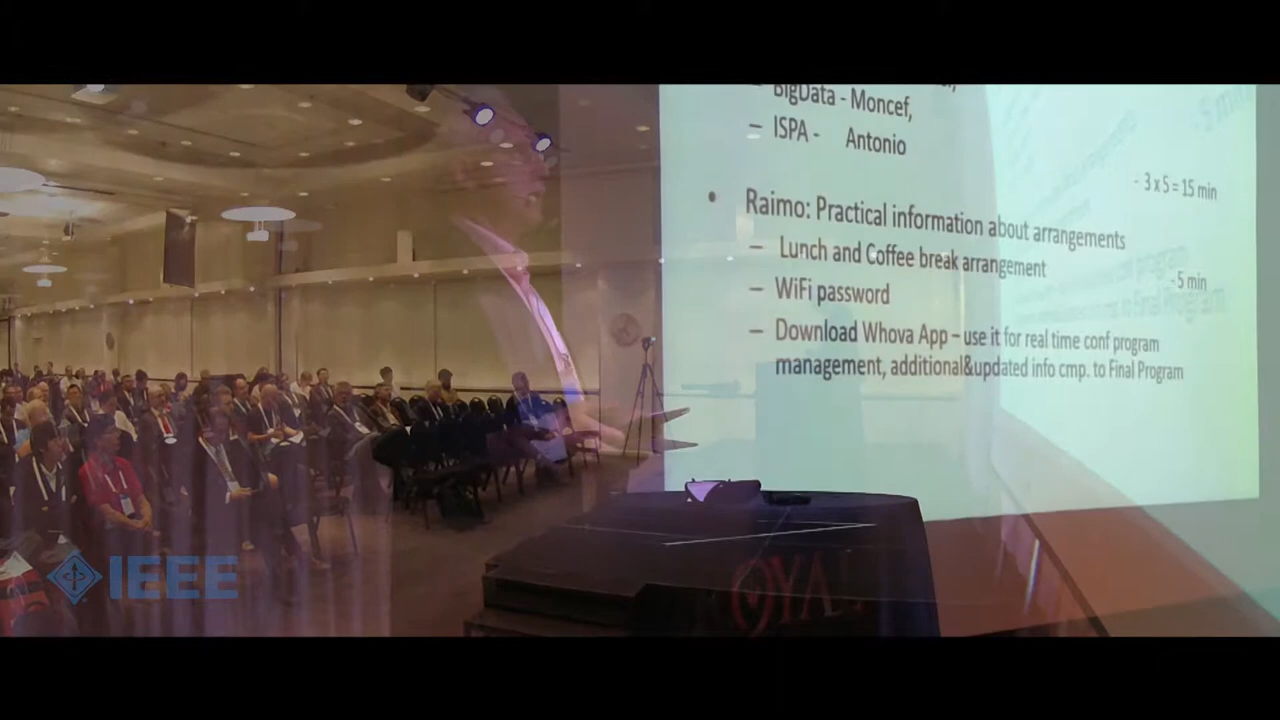 BigData - Moncef,
– ISPA - Antonio
- 3 x 5 = 15 min
• Raimo: Practical information about arrangements
– Lunch and Coffee break arrangement
- 5 min
– WiFi password
– Download Whova App – use it for real time conf program
management, additional&updated info cmp. to Final Program
IEEE
ROYAL